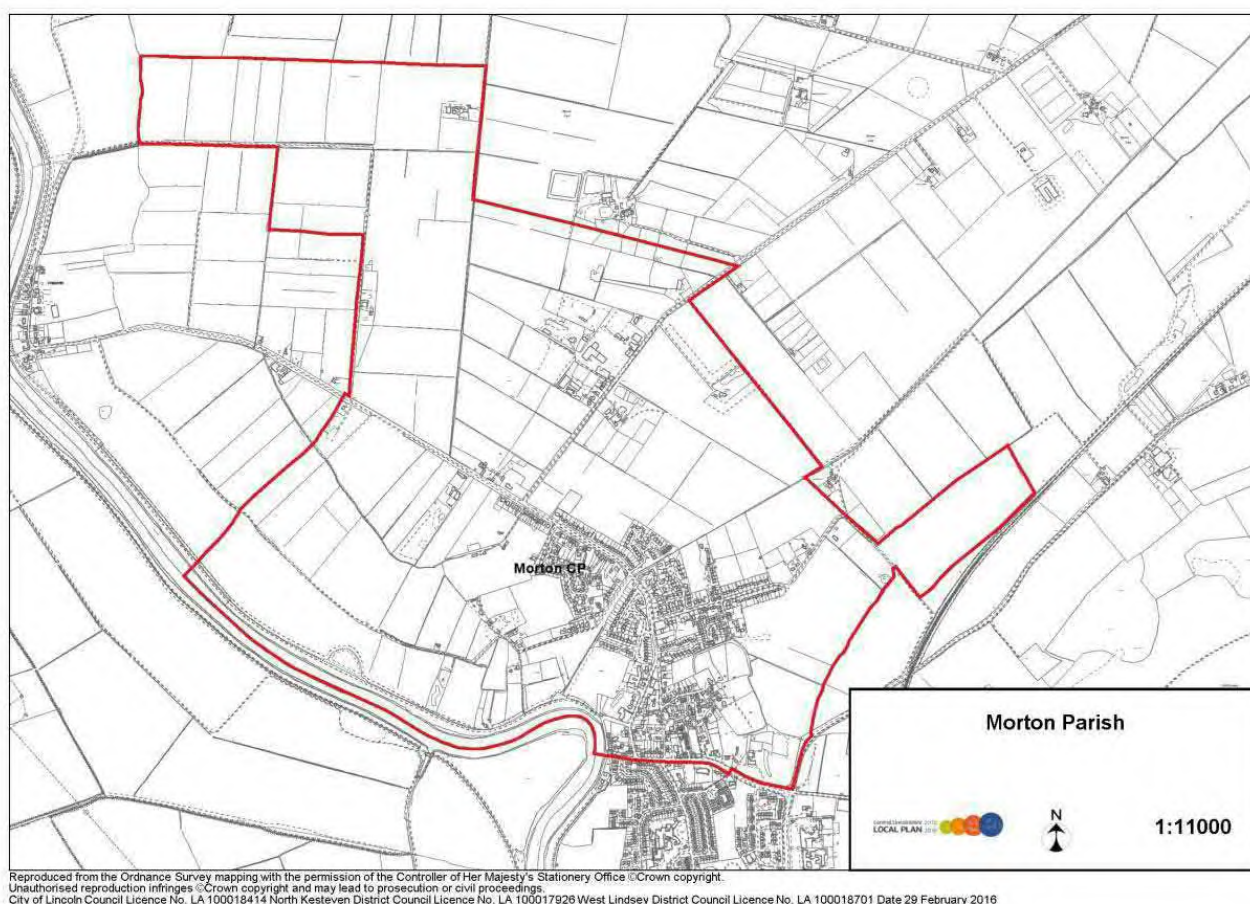 Morton CP
Morton Parish
LOCAL PLAN
N
1:11000
Reproduced from the Ordnance Survey mapping with the permission of the Controller of Her Majesty's Stationery Office ©Crown copyright.
Unauthorised reproduction infringes ©Crown copyright and may lead to prosecution or civil proceedings.
City of Lincoln Council Licence No. LA 100018414 North Kesteven District Council Licence No. LA 100017926 West Lindsey District Council Licence No. LA 100018701 Date 29 February 2016